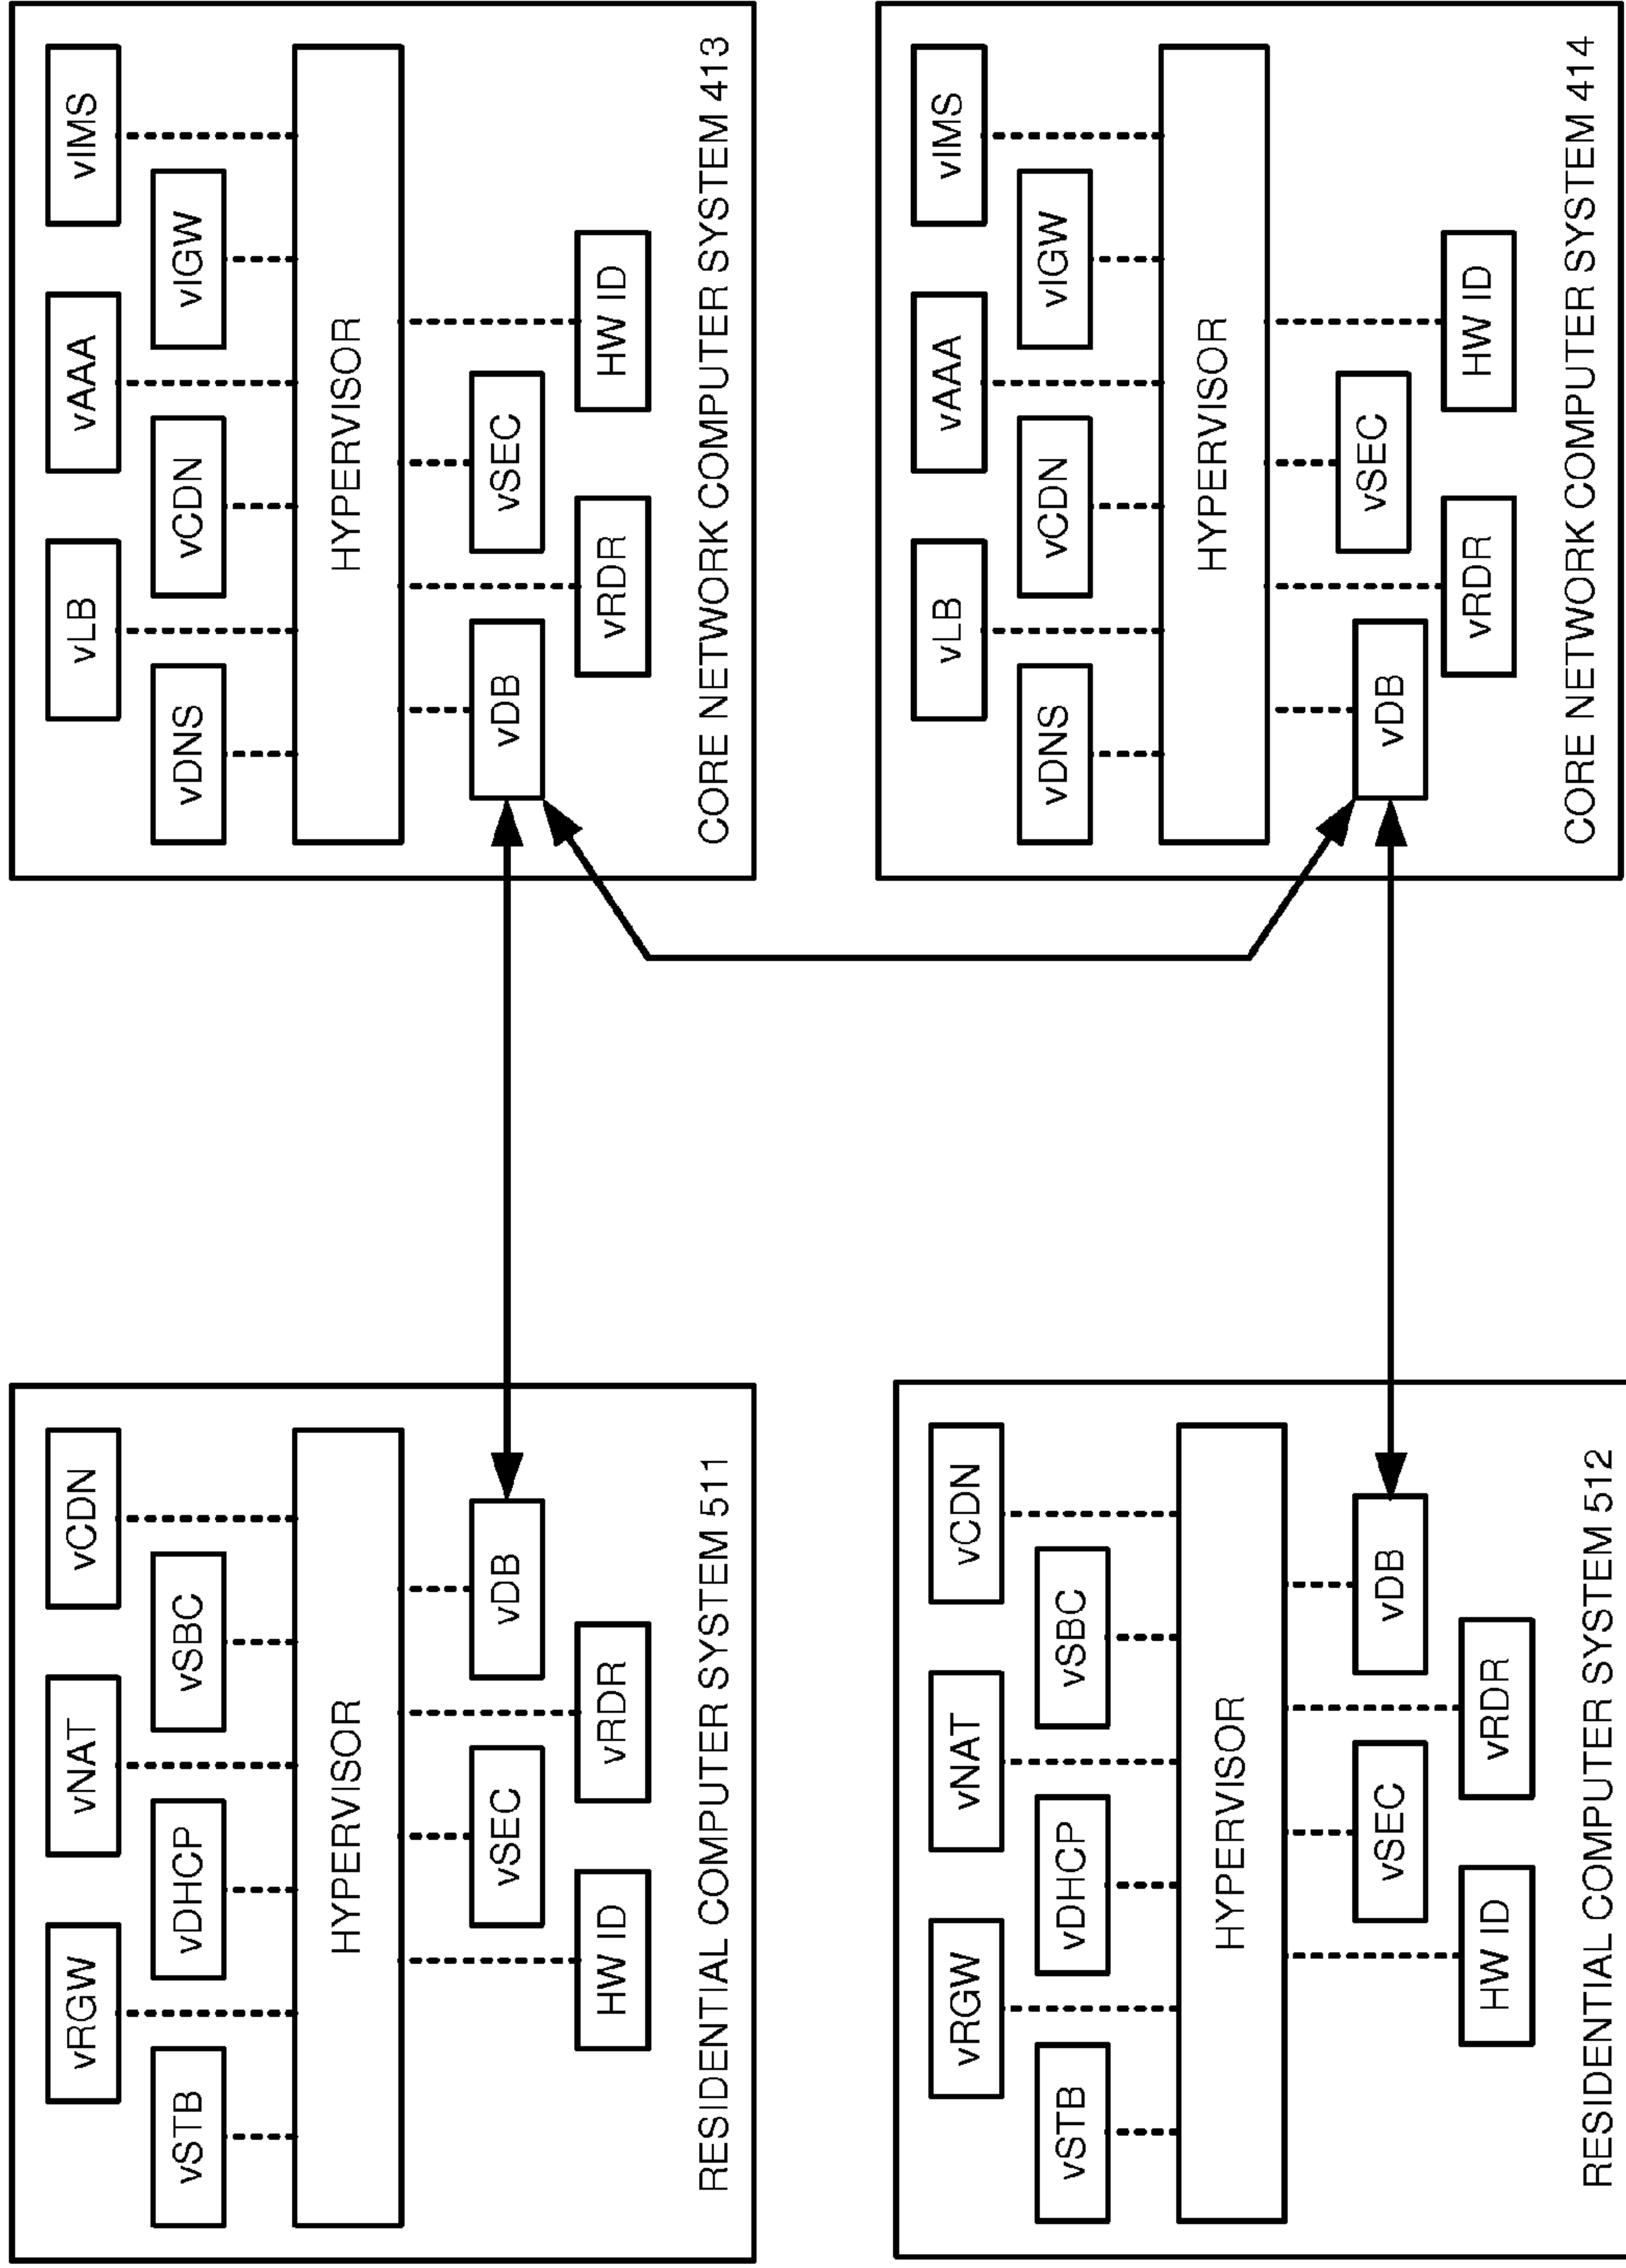 vSTB
vRGW
vDHCP
vNAT
vSBC
vCDN
HYPERVISOR
HW ID
vSEC
vRDR
vDB
RESIDENTIAL COMPUTER SYSTEM 511
vDNS
vLB
vCDN
vAAA
vIGW
vIMS
HYPERVISOR
vDB
vRDR
vSEC
HW ID
CORE NETWORK COMPUTER SYSTEM 413
vSTB
vRGW
vDHCP
vNAT
vSBC
vCDN
HYPERVISOR
HW ID
vSEC
vRDR
vDB
RESIDENTIAL COMPUTER SYSTEM 512
vDNS
vLB
vCDN
vAAA
vIGW
vIMS
HYPERVISOR
vDB
vRDR
vSEC
HW ID
CORE NETWORK COMPUTER SYSTEM 414